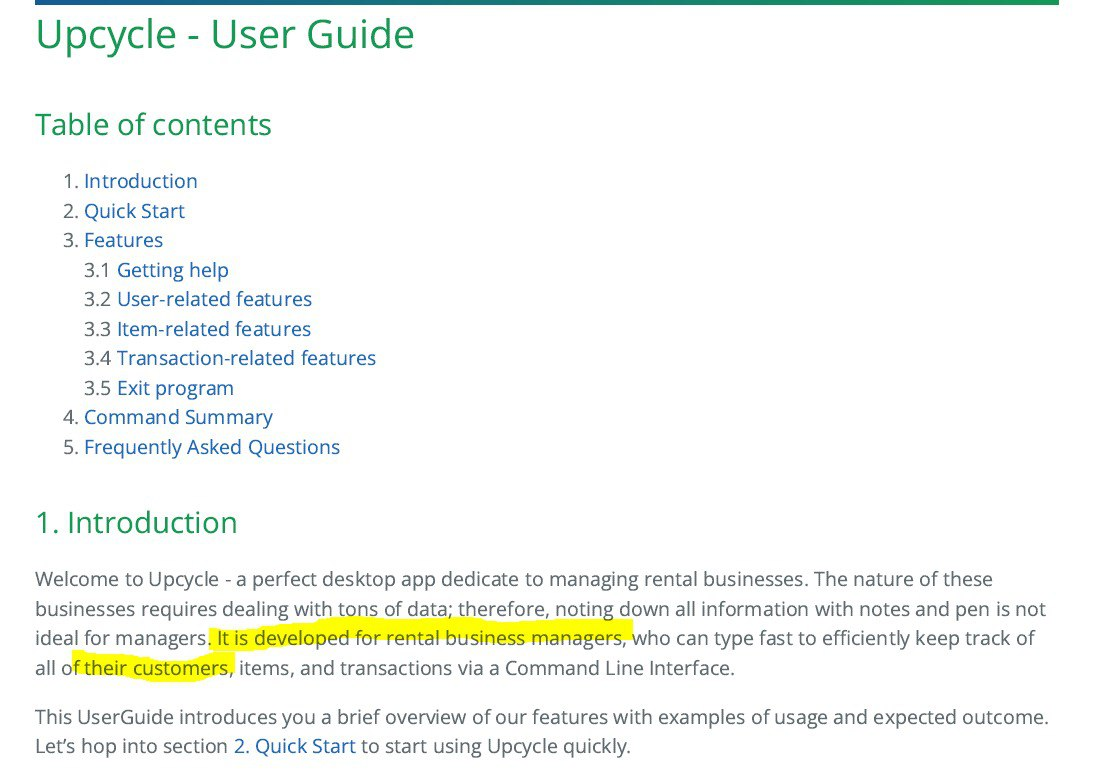 Upcycle - User Guide
Table of contents
1. Introduction
2. Quick Start
3. Features
3.1 Getting help
3.2 User-related features
3.3 Item-related features
3.4 Transaction-related features
3.5 Exit program
4. Command Summary
5. Frequently Asked Questions
1. Introduction
Welcome to Upcycle - a perfect desktop app dedicate to managing rental businesses. The nature of these
businesses requires dealing with tons of data; therefore, noting down all information with notes and pen is not
ideal for managers. It is developed for rental business managers, who can type fast to efficiently keep track of
all of their customers, items, and transactions via a Command Line Interface.
This UserGuide introduces you a brief overview of our features with examples of usage and expected outcome.
Let’s hop into section 2. Quick Start to start using Upcycle quickly.